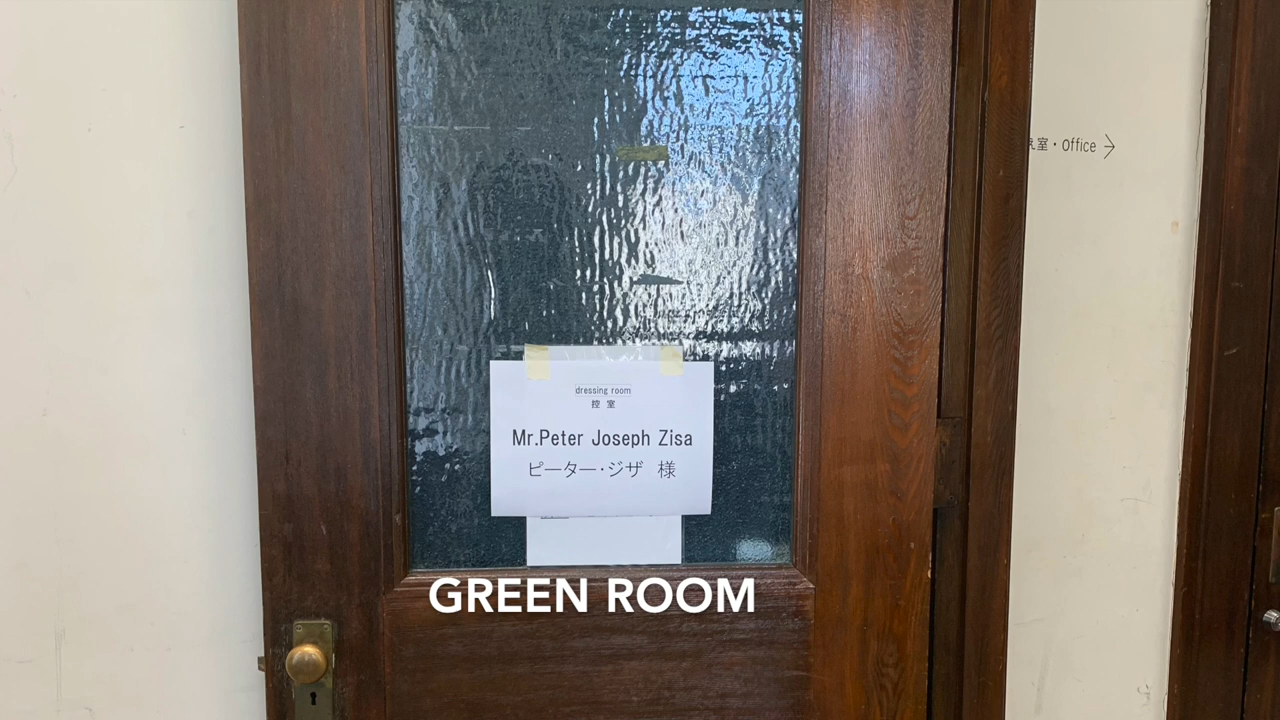 室・Office
dressing room
控 室
Mr.Peter Joseph Zisa
ピーター・ジザ 様
GREEN ROOM